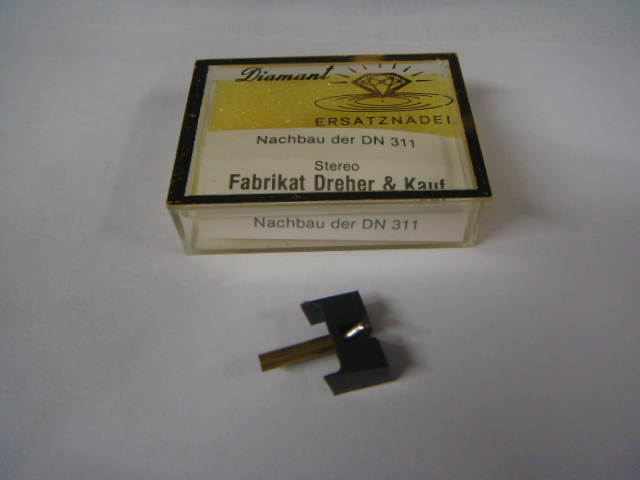 Diamant
ERSATZNADEL
Nachbau der DN 311
Stereo
Fabrikat Dreher & Kauf
Nachbau der DN 311